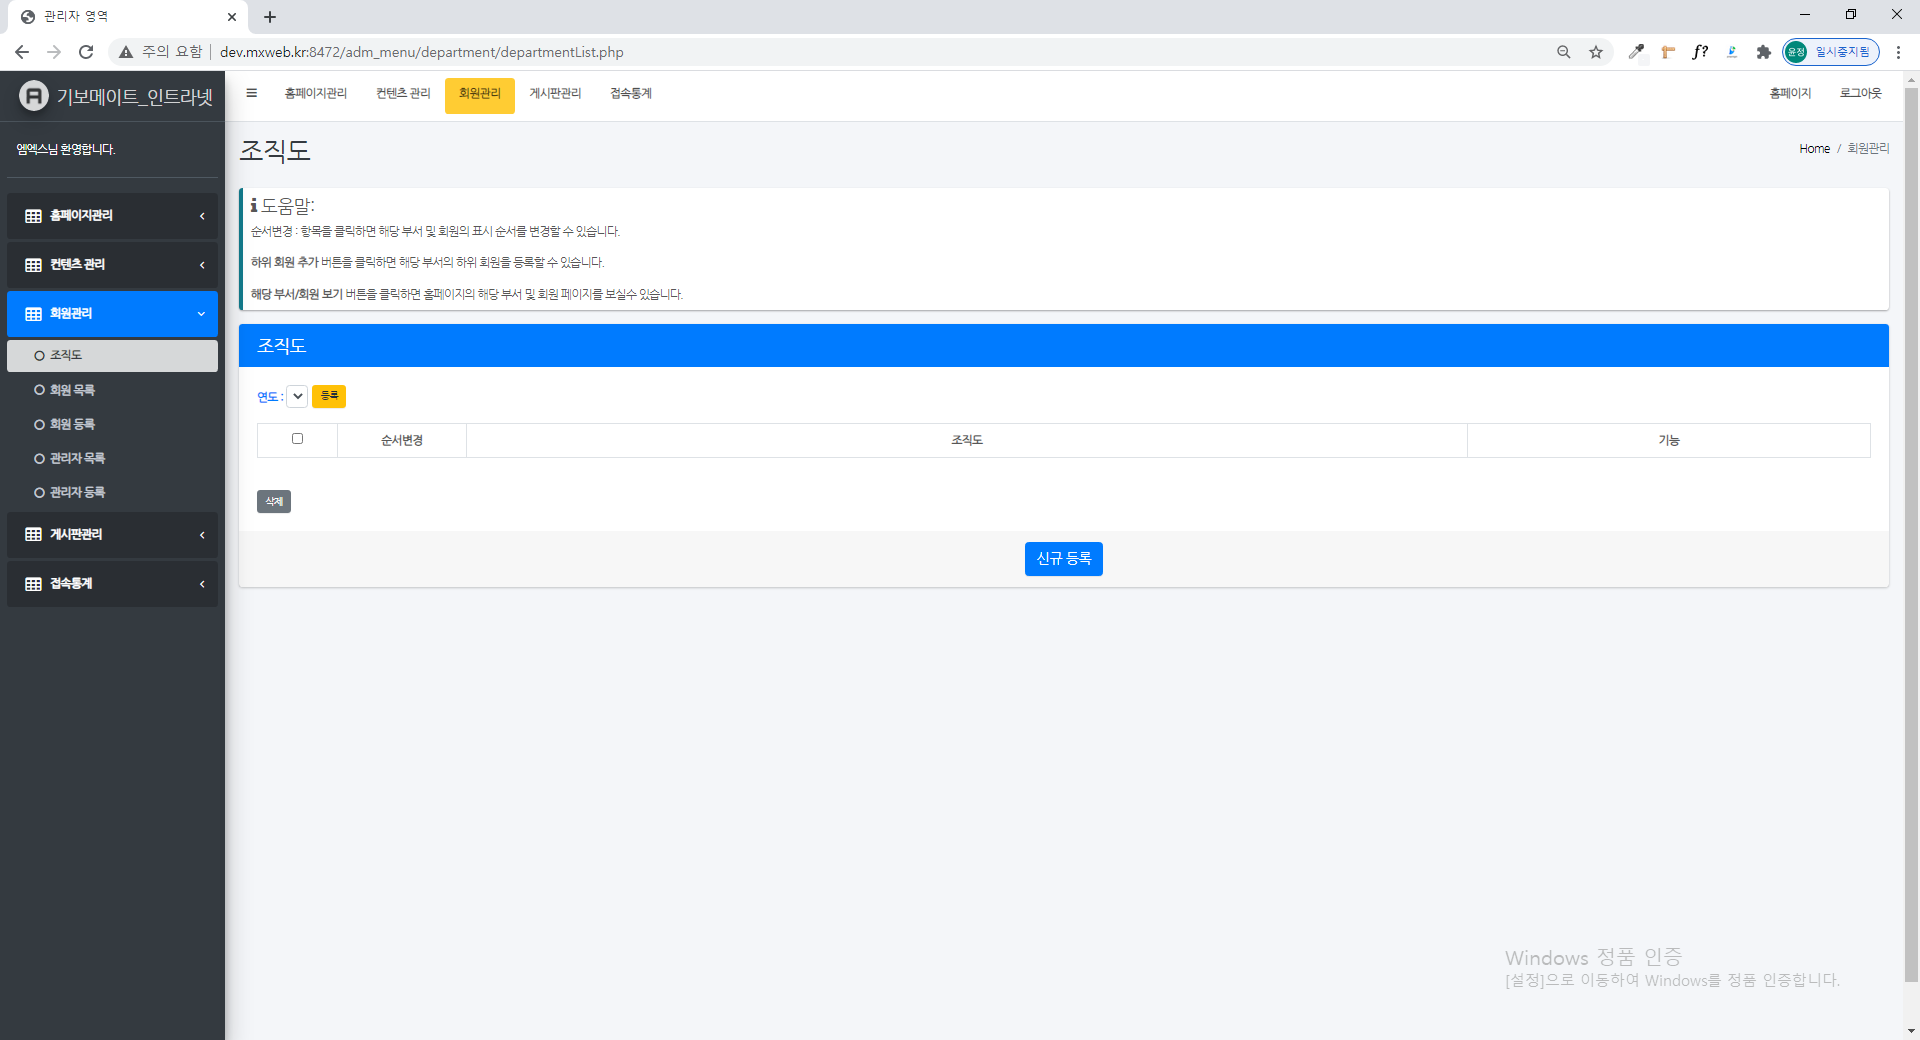 관리자 영역
주의 요함
dev.mxweb.kr:8472/adm_menu/department/departmentList.php
f?
윤정 일시중지됨
기보메이트_인트라넷
홈페이지관리 컨텐츠 관리 회원관리 게시판관리 접속통계 홈페이지 로그아웃
엠엑스님 환영합니다.
조직도
Home / 회원관리
도움말:
순서변경 : 항목을 클릭하면 해당 부서 및 회원의 표시 순서를 변경할 수 있습니다.
하위 회원 추가 버튼을 클릭하면 해당 부서의 하위 회원을 등록할 수 있습니다.
해당 부서/회원 보기 버튼을 클릭하면 홈페이지의 해당 부서 및 회원 페이지를 보실수 있습니다.
홈페이지관리
컨텐츠 관리
회원관리
조직도
회원 목록
회원 등록
관리자 목록
관리자 등록
게시판관리
접속통계
조직도
연도 : 등록
순서변경 조직도 기능
삭제
신규 등록
Windows 정품 인증
[설정]으로 이동하여 Windows를 정품 인증합니다.